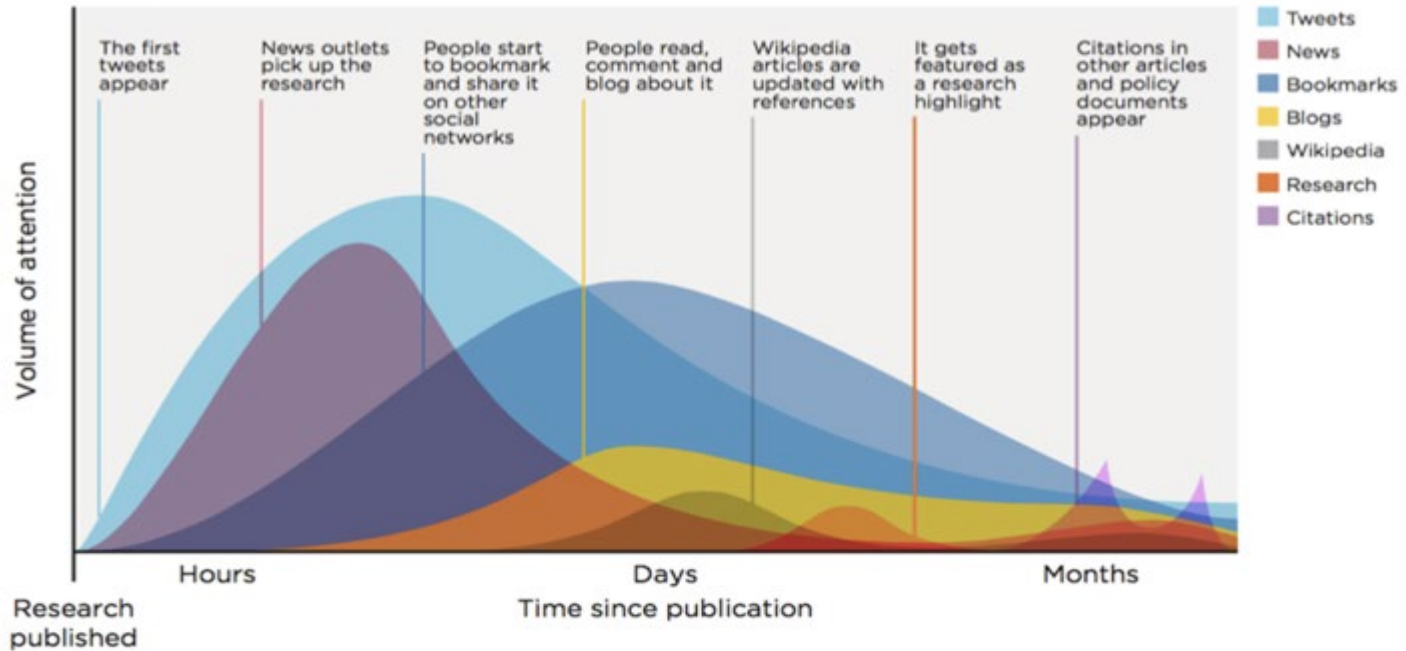 The first
tweets
appear
News outlets
pick up the
research
People start
to bookmark
and share it
on other
social
networks
People read,
comment and
blog about it
Wikipedia
articles are
updated with
references
It gets
featured as
a research
highlight
Citations in
other articles
and policy
documents
appear
Tweets
News
Bookmarks
Blogs
Wikipedia
Research
Citations
Volume of attention
Hours
Days
Months
Research
published
Time since publication